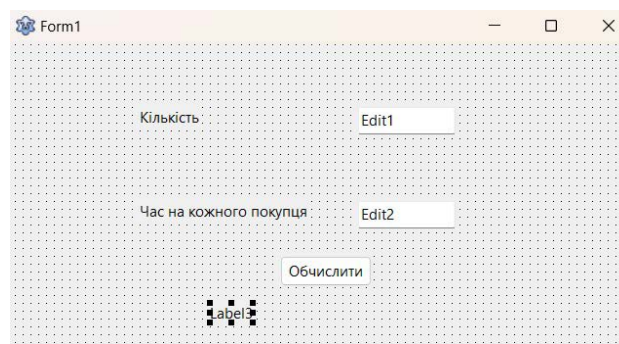 Form1
Кількість
Edit1
Час на кожного покупця
Edit2
Обчислити
Label3